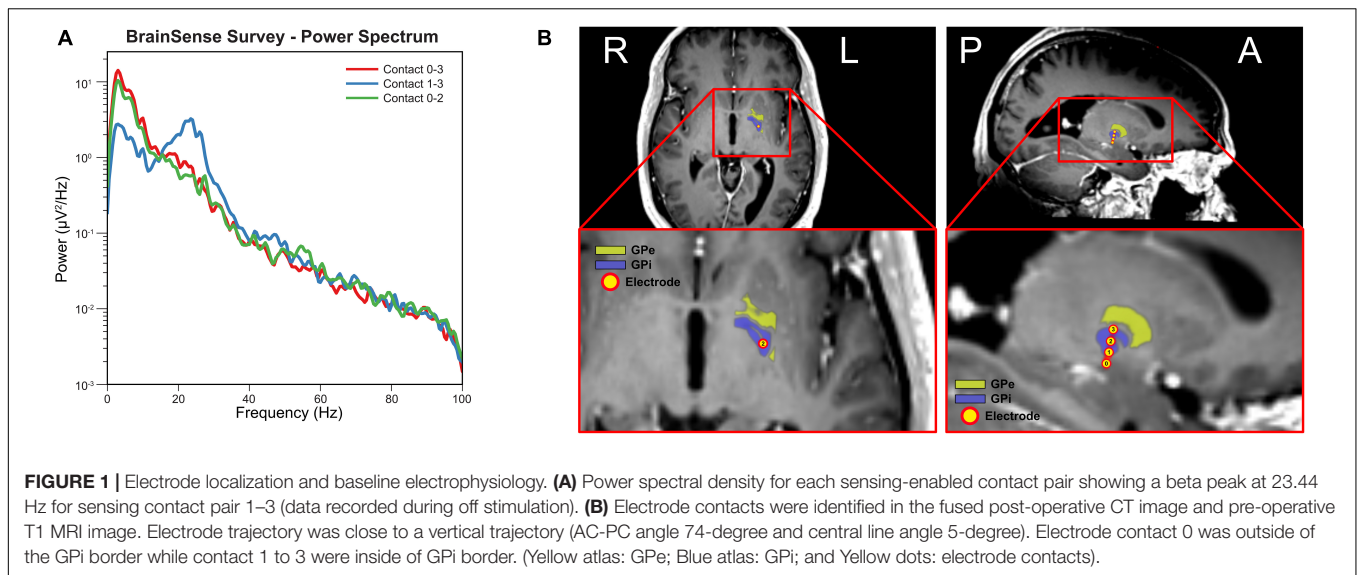 A
BrainSense Survey - Power Spectrum
Contact 0-3
Contact 1-3
Contact 0-2
Power (µV²/Hz)
10¹
10⁰
10⁻¹
10⁻²
10⁻³
0
20
40
60
80
100
Frequency (Hz)
B
R
L
P
A
GPe
GPi
Electrode
2
GPe
GPi
Electrode
3
2
1
0
FIGURE 1 | Electrode localization and baseline electrophysiology. (A) Power spectral density for each sensing-enabled contact pair showing a beta peak at 23.44
Hz for sensing contact pair 1–3 (data recorded during off stimulation). (B) Electrode contacts were identified in the fused post-operative CT image and pre-operative
T1 MRI image. Electrode trajectory was close to a vertical trajectory (AC-PC angle 74-degree and central line angle 5-degree). Electrode contact 0 was outside of
the GPi border while contact 1 to 3 were inside of GPi border. (Yellow atlas: GPe; Blue atlas: GPi; and Yellow dots: electrode contacts).